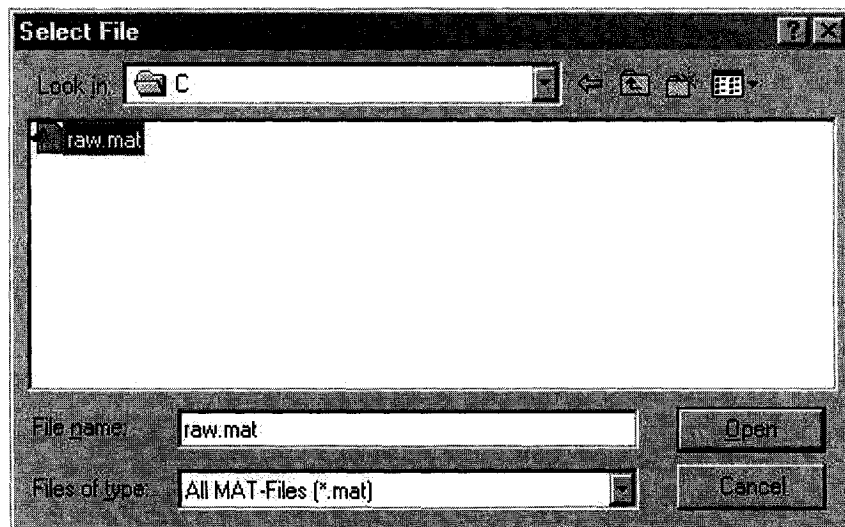 Select File
Look in: C
raw.mat
File name: raw.mat Open
Files of type: All MAT-Files (*.mat) Cancel